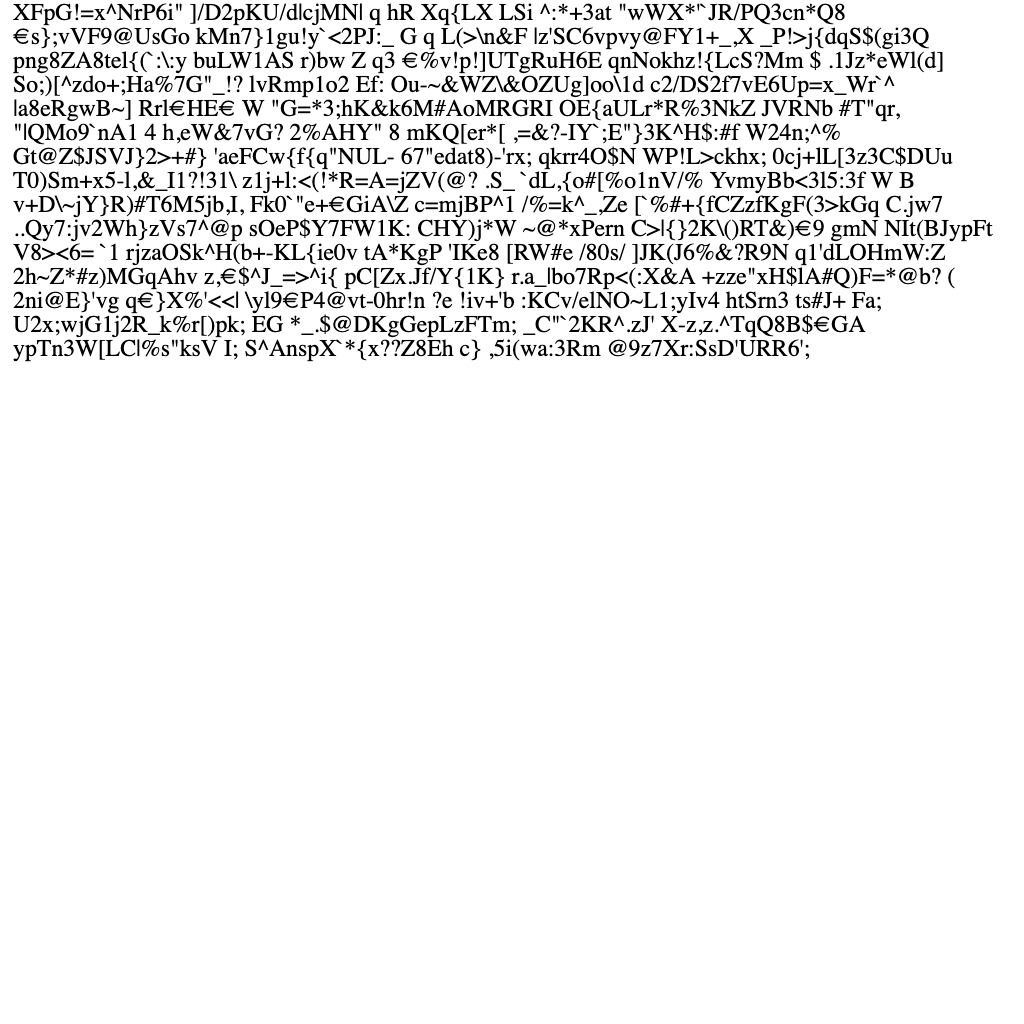 XFpG!=x^NrP6i" ]/D2pKU/d|cjMN| q hR Xq{LX LSi ^:*+3at "wWX*'`JR/PQ3cn*Q8
€s};vVF9@UsGo kMn7}1gu!y`<2PJ:_ G q L(>\n&F |z'SC6vpvy@FY1+_,X _P!>j{dqS$(gi3Q
png8ZA8tel{(`:\:y buLW1AS r)bw Z q3 €%v!p!]UTgRuH6E qnNokhz!{LcS?Mm $ .1Jz*eWl(d]
So;)[^zdo+;Ha%7G"_!? lvRmp1o2 Ef: Ou-~&WZ\&OZUg]oo\1d c2/DS2f7vE6Up=x_Wr`^
|a8eRgwB~] Rrl€HE€ W "G=*3;hK&k6M#AoMRGRI OE{aULr*R%3NkZ JVRNb #T"qr,
"|QMo9`nA1 4 h,eW&7vG? 2%AHY" 8 mKQ[er*[ ,=&?-IY`;E"}3K^H$:#f W24n;^%
Gt@Z$JSVJ}2>+#} 'aeFCw{f{q"NUL- 67"edat8)-'rx; qkrr4O$N WP!L>ckhx; 0cj+lL[3z3C$DUu
T0)Sm+x5-l,&_I1?!31\ z1j+l:<(!*R=A=jZV(@? .S_ `dL,{o#[%o1nV/% YvmyBb<3l5:3f W B
v+D\~jY}R)#T6M5jb,I, Fk0`"e+€GiA\Z c=mjBP^1 /%=k^_,Ze [`%#+{fCZzfKgF(3>kGq C.jw7
..Qy7:jv2Wh}zVs7^@p sOeP$Y7FW1K: CHY)j*W ~@*xPern C>|{}2K\()RT&)€9 gmN NIt(BJypFt
V8><6= `1 rjzaOSk^H(b+-KL{ie0v tA*KgP 'IKe8 [RW#e /80s/ ]JK(J6%&?R9N q1'dLOHmW:Z
2h~Z*#z)MGqAhv z,€$^J_=>^i{ pC[Zx.Jf/Y{1K} r.a_|bo7Rp<(:X&A +zze"xH$lA#Q)F=*@b? (
2ni@E}'vg q€}X%'<<| \yl9€P4@vt-0hr!n ?e !iv+'b :KCv/elNO~L1;yIv4 htSrn3 ts#J+ Fa;
U2x;wjG1j2R_k%r[)pk; EG *_.$@DKgGepLzFTm; _C"`2KR^.zJ' X-z,z.^TqQ8B$€GA
ypTn3W[LC|%s"ksV I; S^AnspX`*{x??Z8Eh c} ,5i(wa:3Rm @9z7Xr:SsD'URR6';